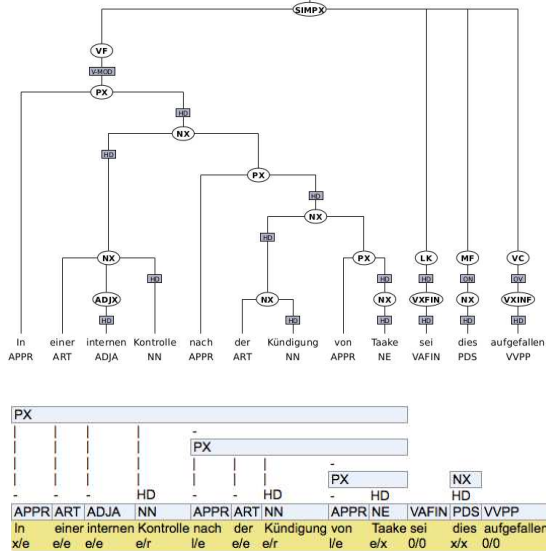 SIMPX
VF
V-MOD
PX
HD
NX
HD
PX
HD
NX
HD
NX PX LK MF VC
HD HD HD ON OV
ADJX NX NX VXFIN NX VXINF
HD HD HD HD HD HD
In einer internen Kontrolle nach der Kündigung von Taake sei dies aufgefallen
APPR ART ADJA NN APPR ART NN APPR NE VAFIN PDS VVPP
PX
| | | | -
| | | | PX
| | | | | | | -
| | | | | | | PX NX
- - - HD - - HD - HD HD
APPR ART ADJA NN APPR ART NN APPR NE VAFIN PDS VVPP
In einer internen Kontrolle nach der Kündigung von Taake sei dies aufgefallen
x/e e/e e/e e/r l/e e/e e/r l/e e/x 0/0 x/x 0/0